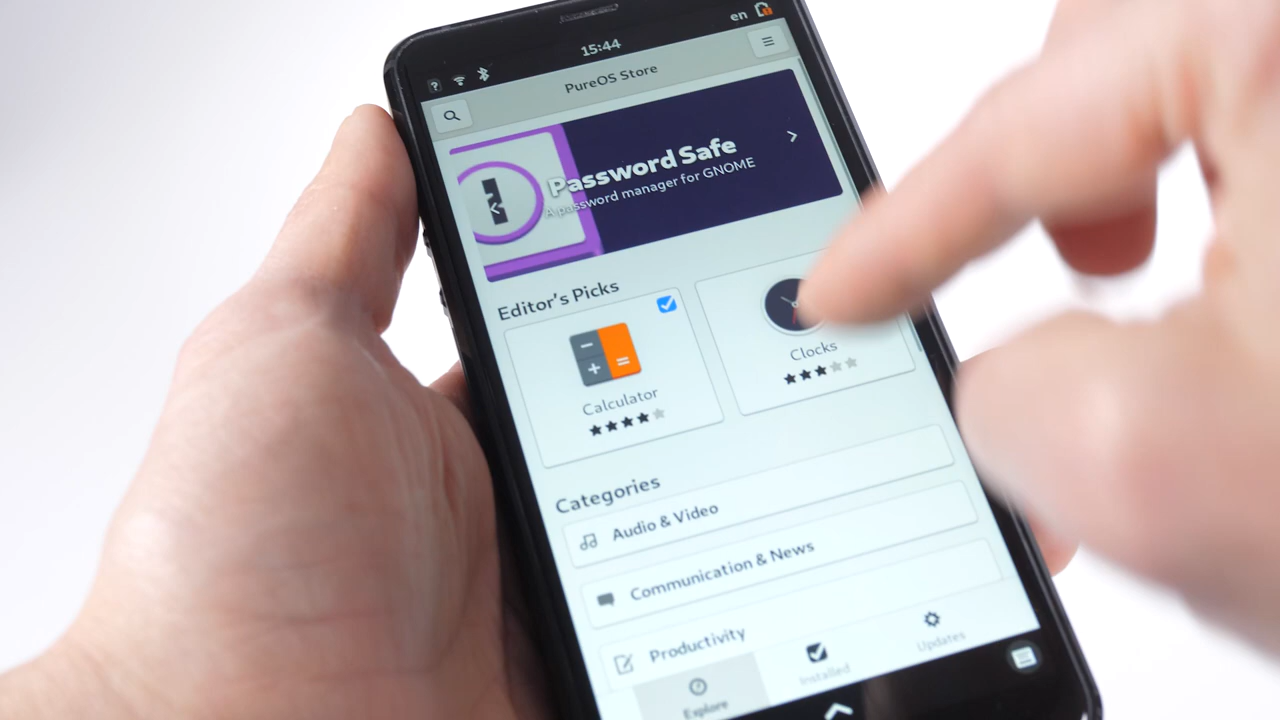 15:44
en
?
PureOS Store
Password Safe
A password manager for GNOME
Editor's Picks
Calculator
Clocks
Categories
Audio & Video
Communication & News
Productivity
Explore
Installed
Updates